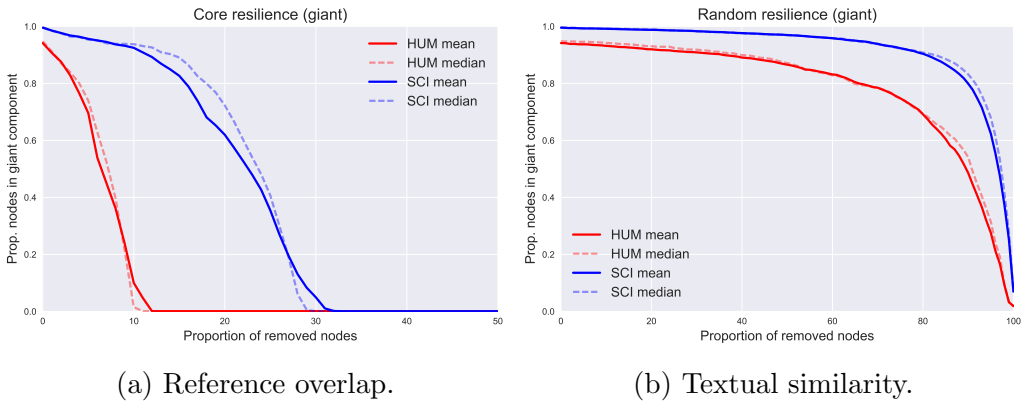 Core resilience (giant)
Prop. nodes in giant component
1.0
0.8
0.6
0.4
0.2
0.0
HUM mean
HUM median
SCI mean
SCI median
0 10 20 30 40 50
Proportion of removed nodes
(a) Reference overlap.
Random resilience (giant)
Prop. nodes in giant component
1.0
0.8
0.6
0.4
0.2
0.0
HUM mean
HUM median
SCI mean
SCI median
0 20 40 60 80 100
Proportion of removed nodes
(b) Textual similarity.